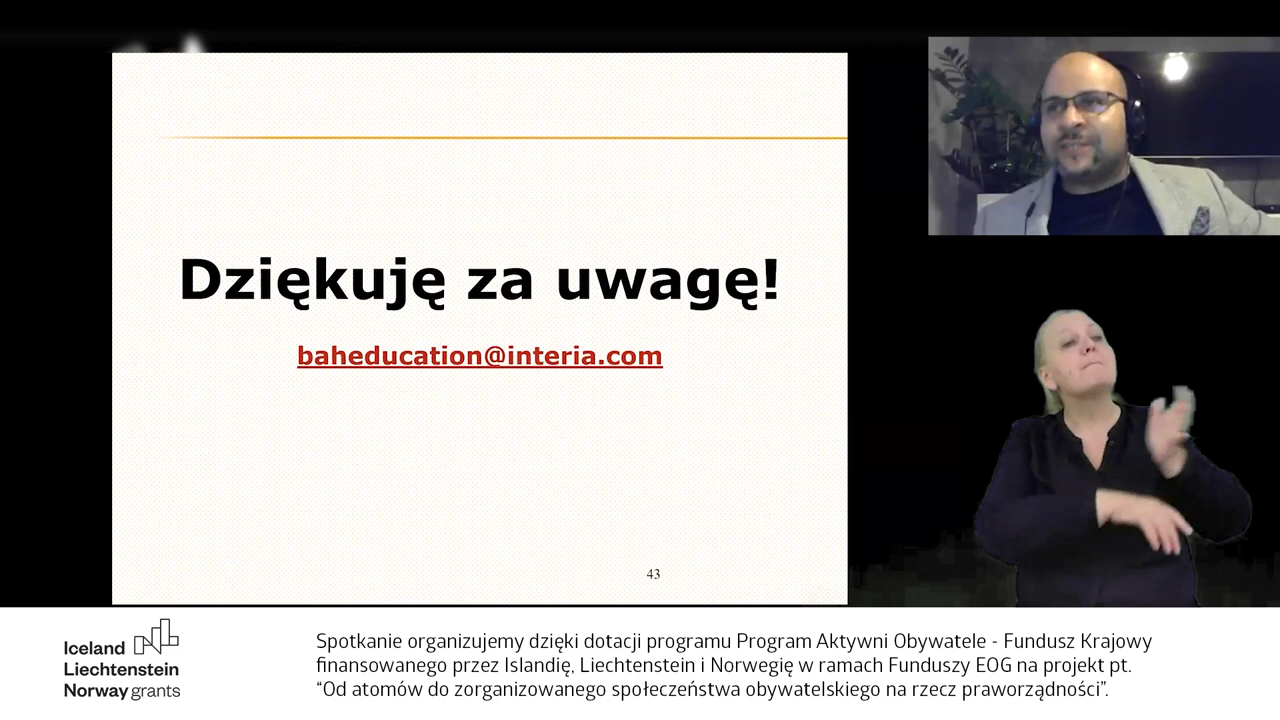 Dziękuję za uwagę!
baheducation@interia.com
43
Iceland
Liechtenstein
Norway grants
Spotkanie organizujemy dzięki dotacji programu Program Aktywni Obywatele - Fundusz Krajowy
finansowanego przez Islandię, Liechtenstein i Norwegię w ramach Funduszy EOG na projekt pt.
“Od atomów do zorganizowanego społeczeństwa obywatelskiego na rzecz praworządności”.